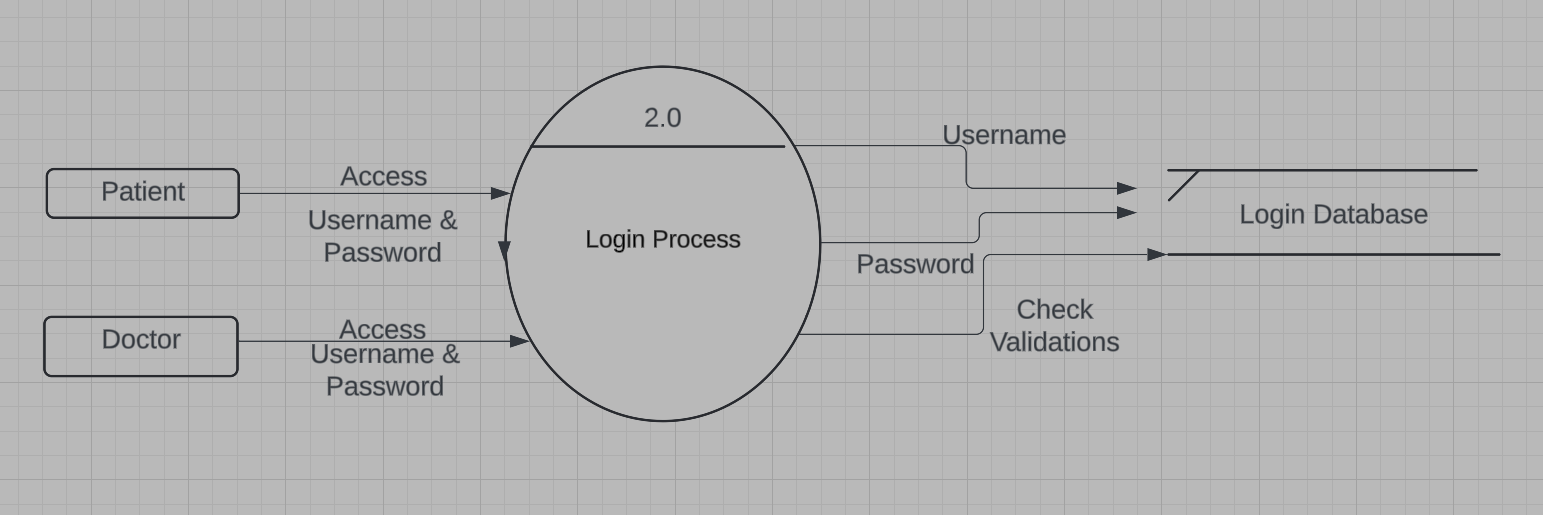 2.0
Username
Patient
Access
Username &
Password
Login Process
Login Database
Password
Doctor
Access
Username &
Password
Check
Validations